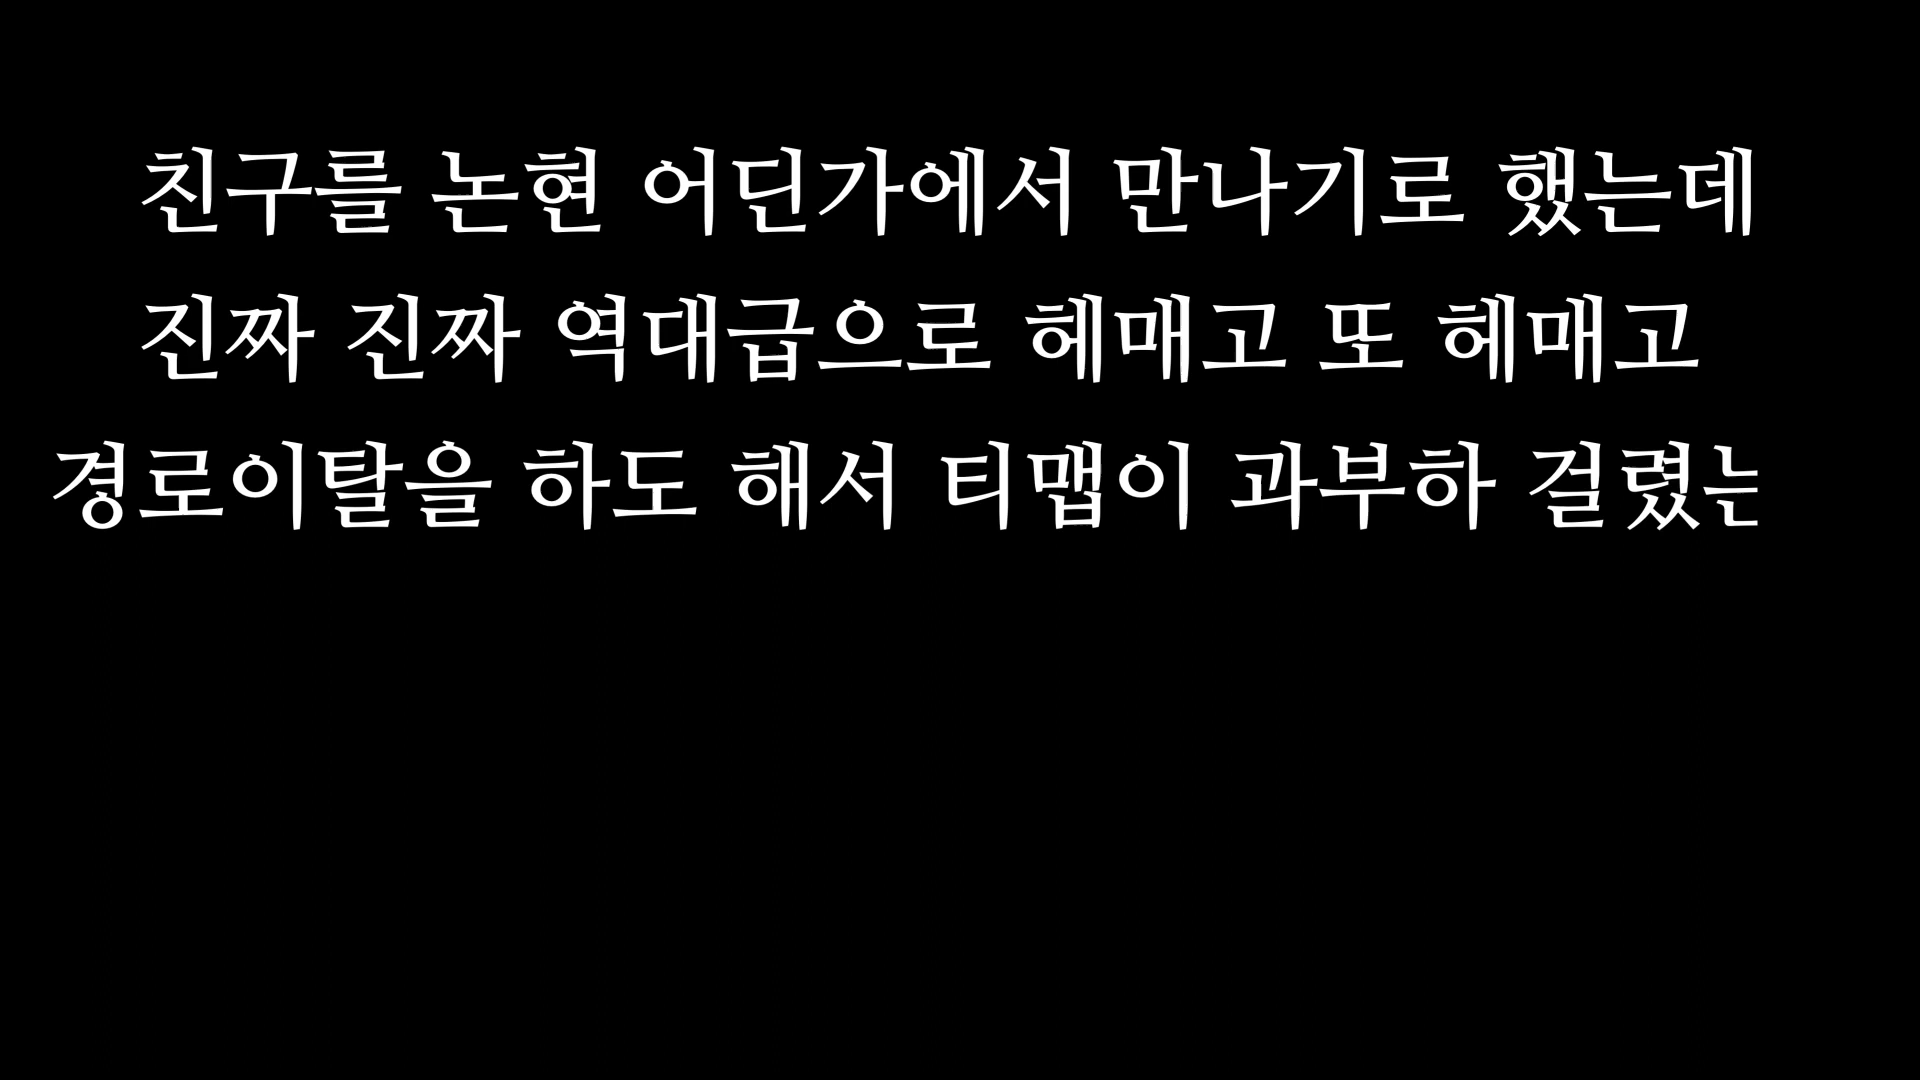 친구를 논현 어딘가에서 만나기로 했는데
진짜 진짜 역대급으로 헤매고 또 헤매고
경로이탈을 하도 해서 티맵이 과부하 걸렸는